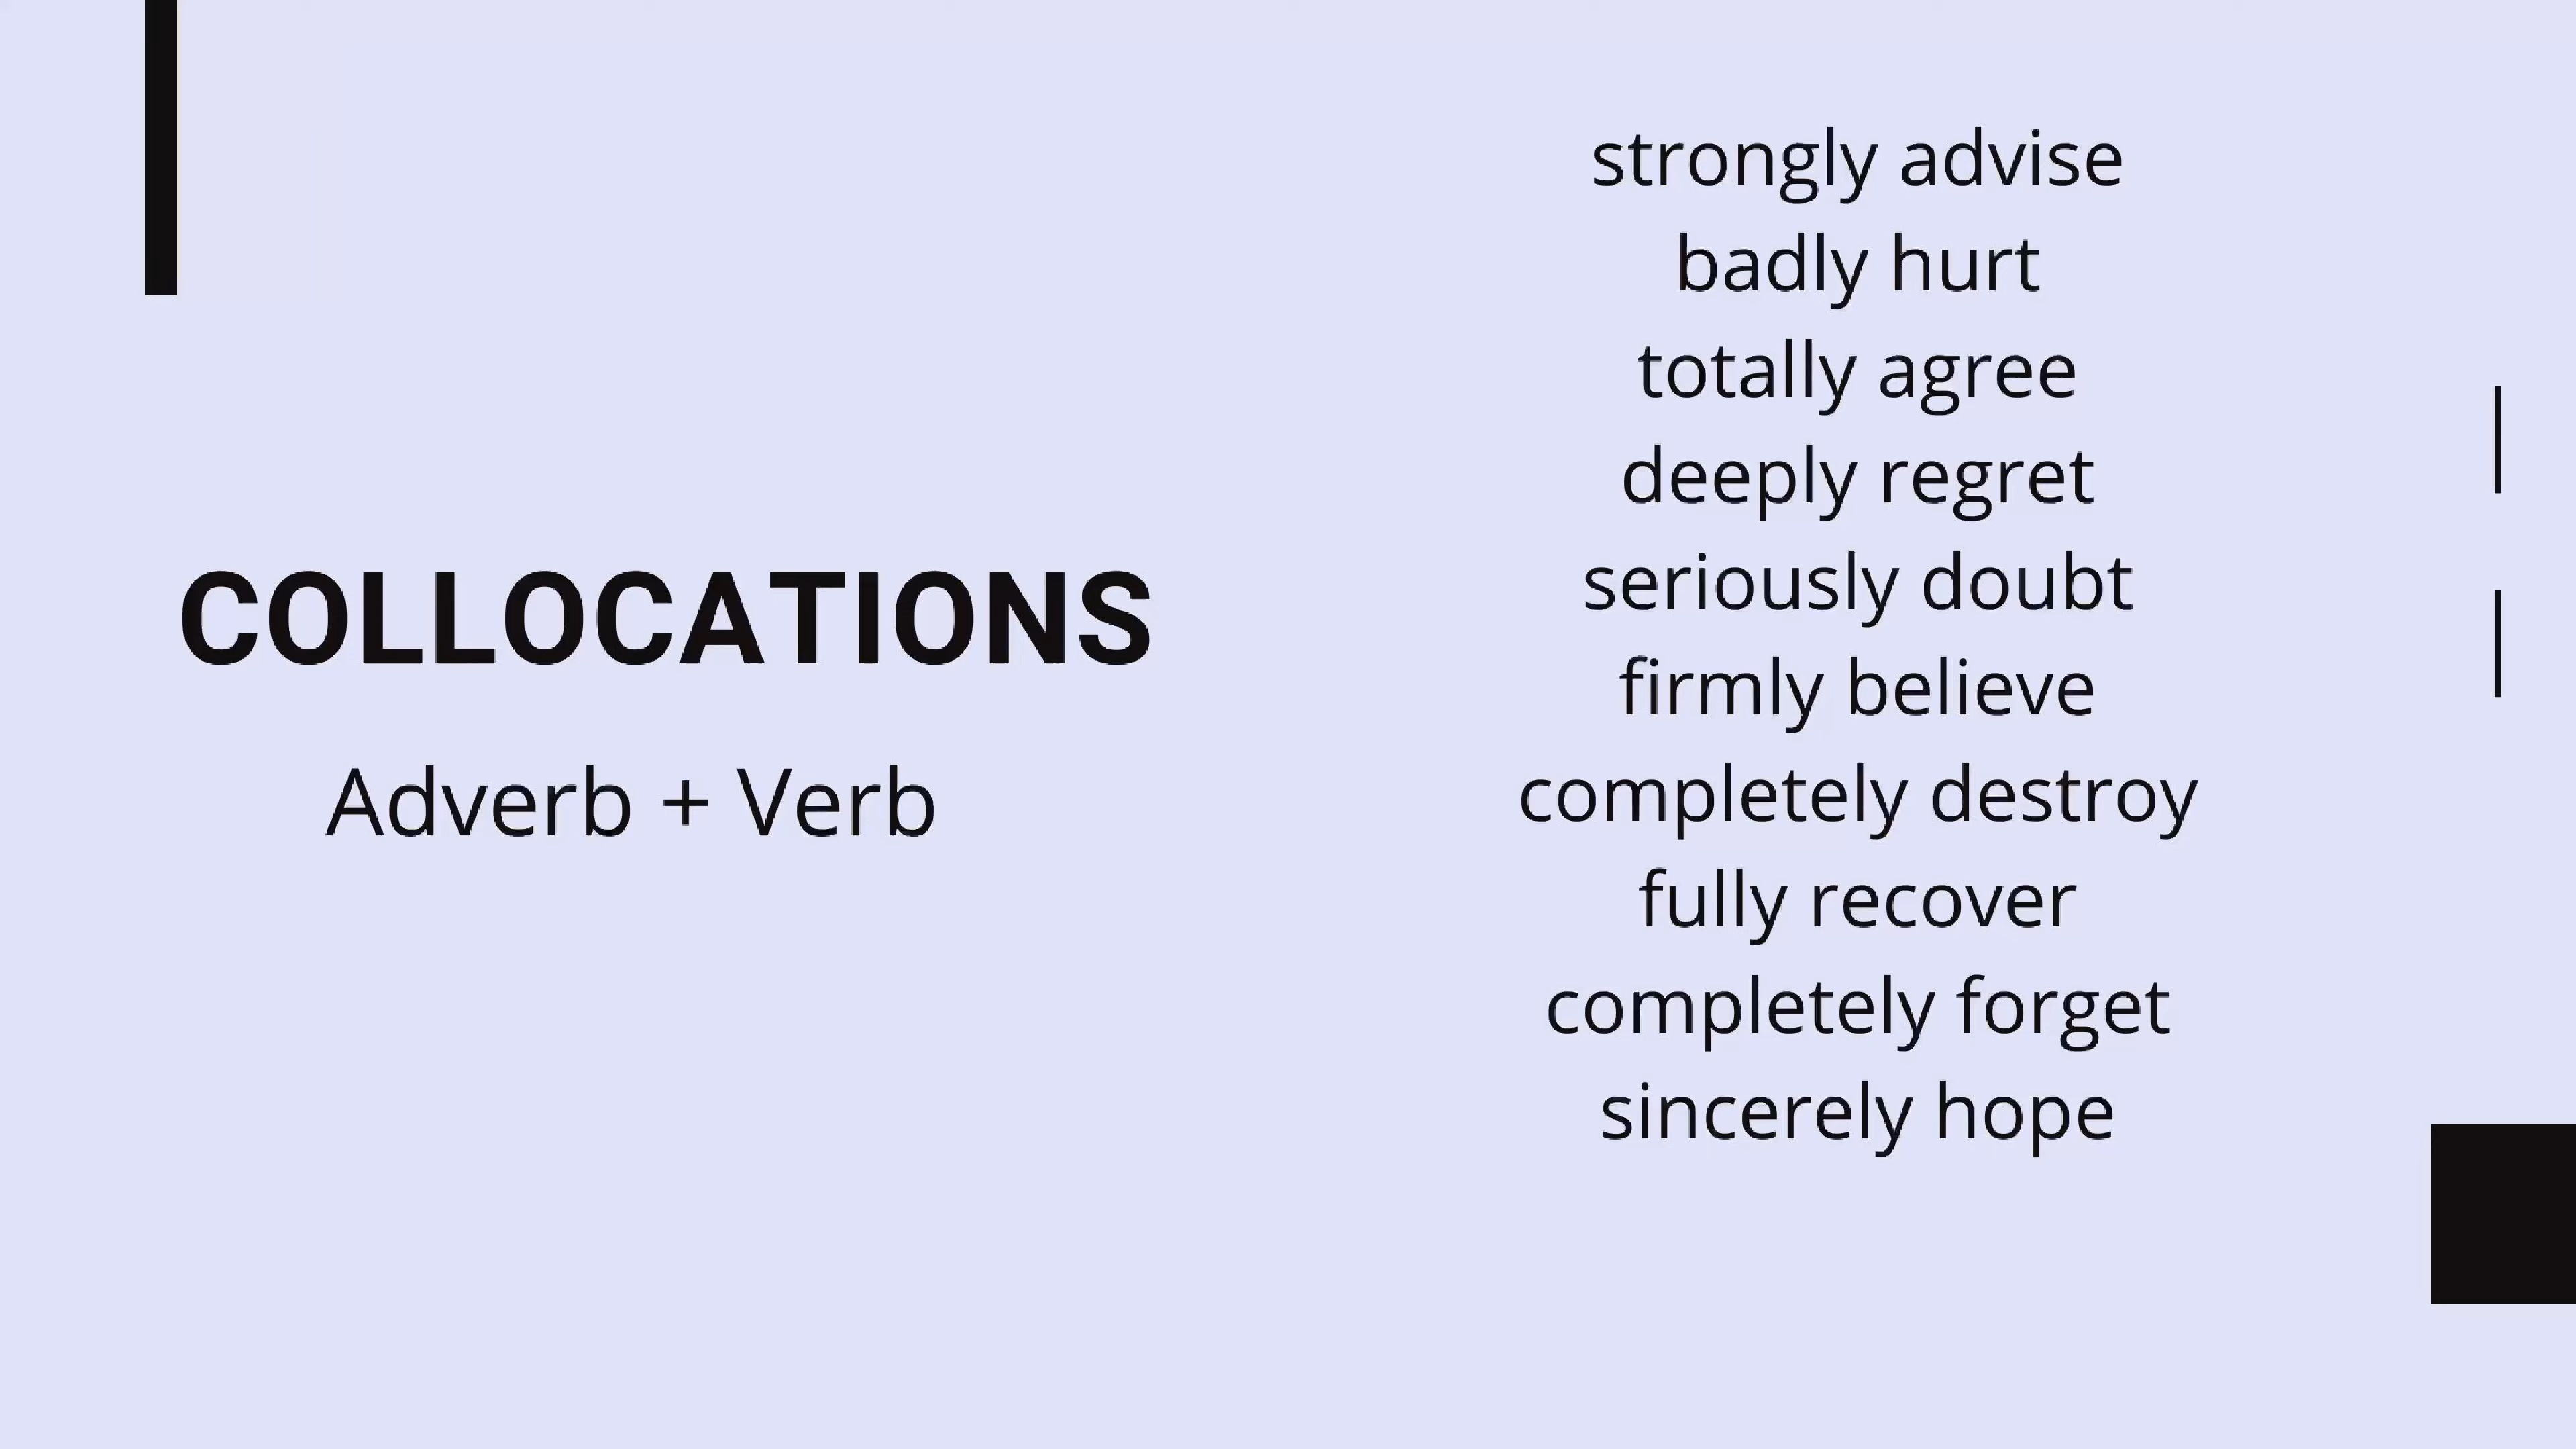 COLLOCATIONS
Adverb + Verb
strongly advise
badly hurt
totally agree
deeply regret
seriously doubt
firmly believe
completely destroy
fully recover
completely forget
sincerely hope